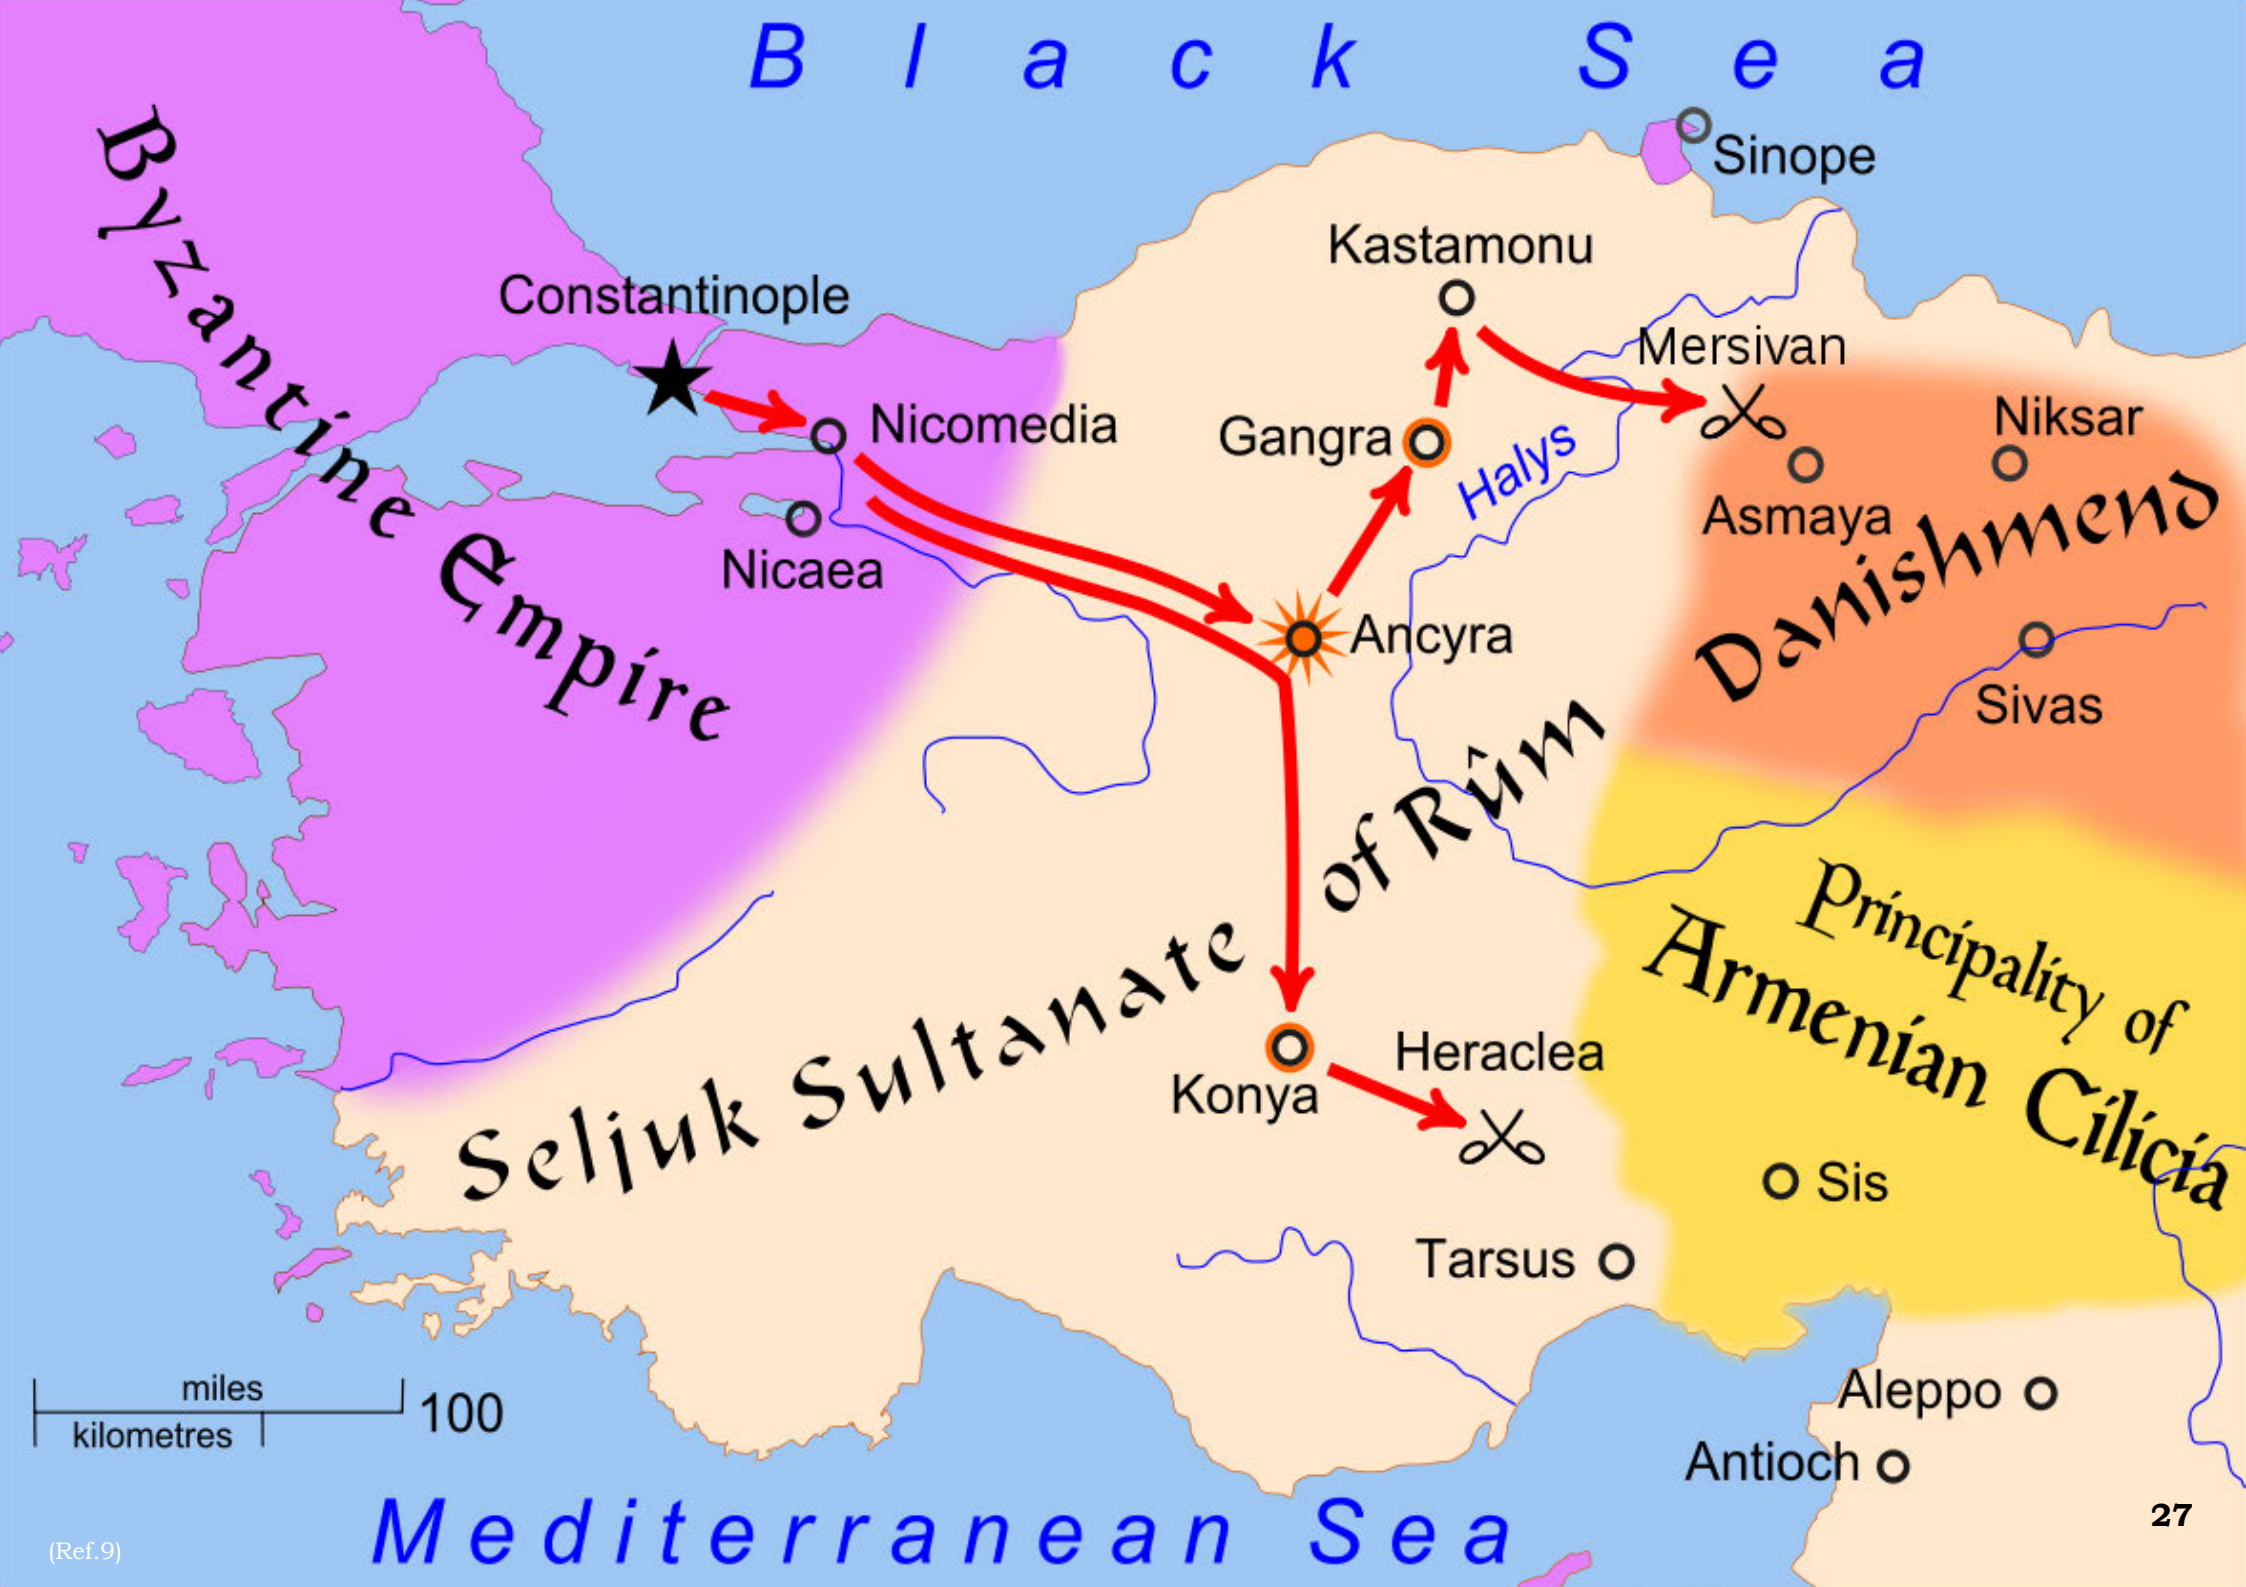 Black Sea
Sinope
Kastamonu
Constantinople
Mersivan
Byzantine Empire
Nicomedia
Gangra
Halys
Niksar
Nicaea
Asmaya
Danishmend
Ancyra
Sivas
Seljuk Sultanate of Rûm
Principality of
Armenian Cilicia
Heraclea
Konya
Sis
Tarsus
miles
kilometres
100
Aleppo
Antioch
Mediterranean Sea
27
(Ref.9)